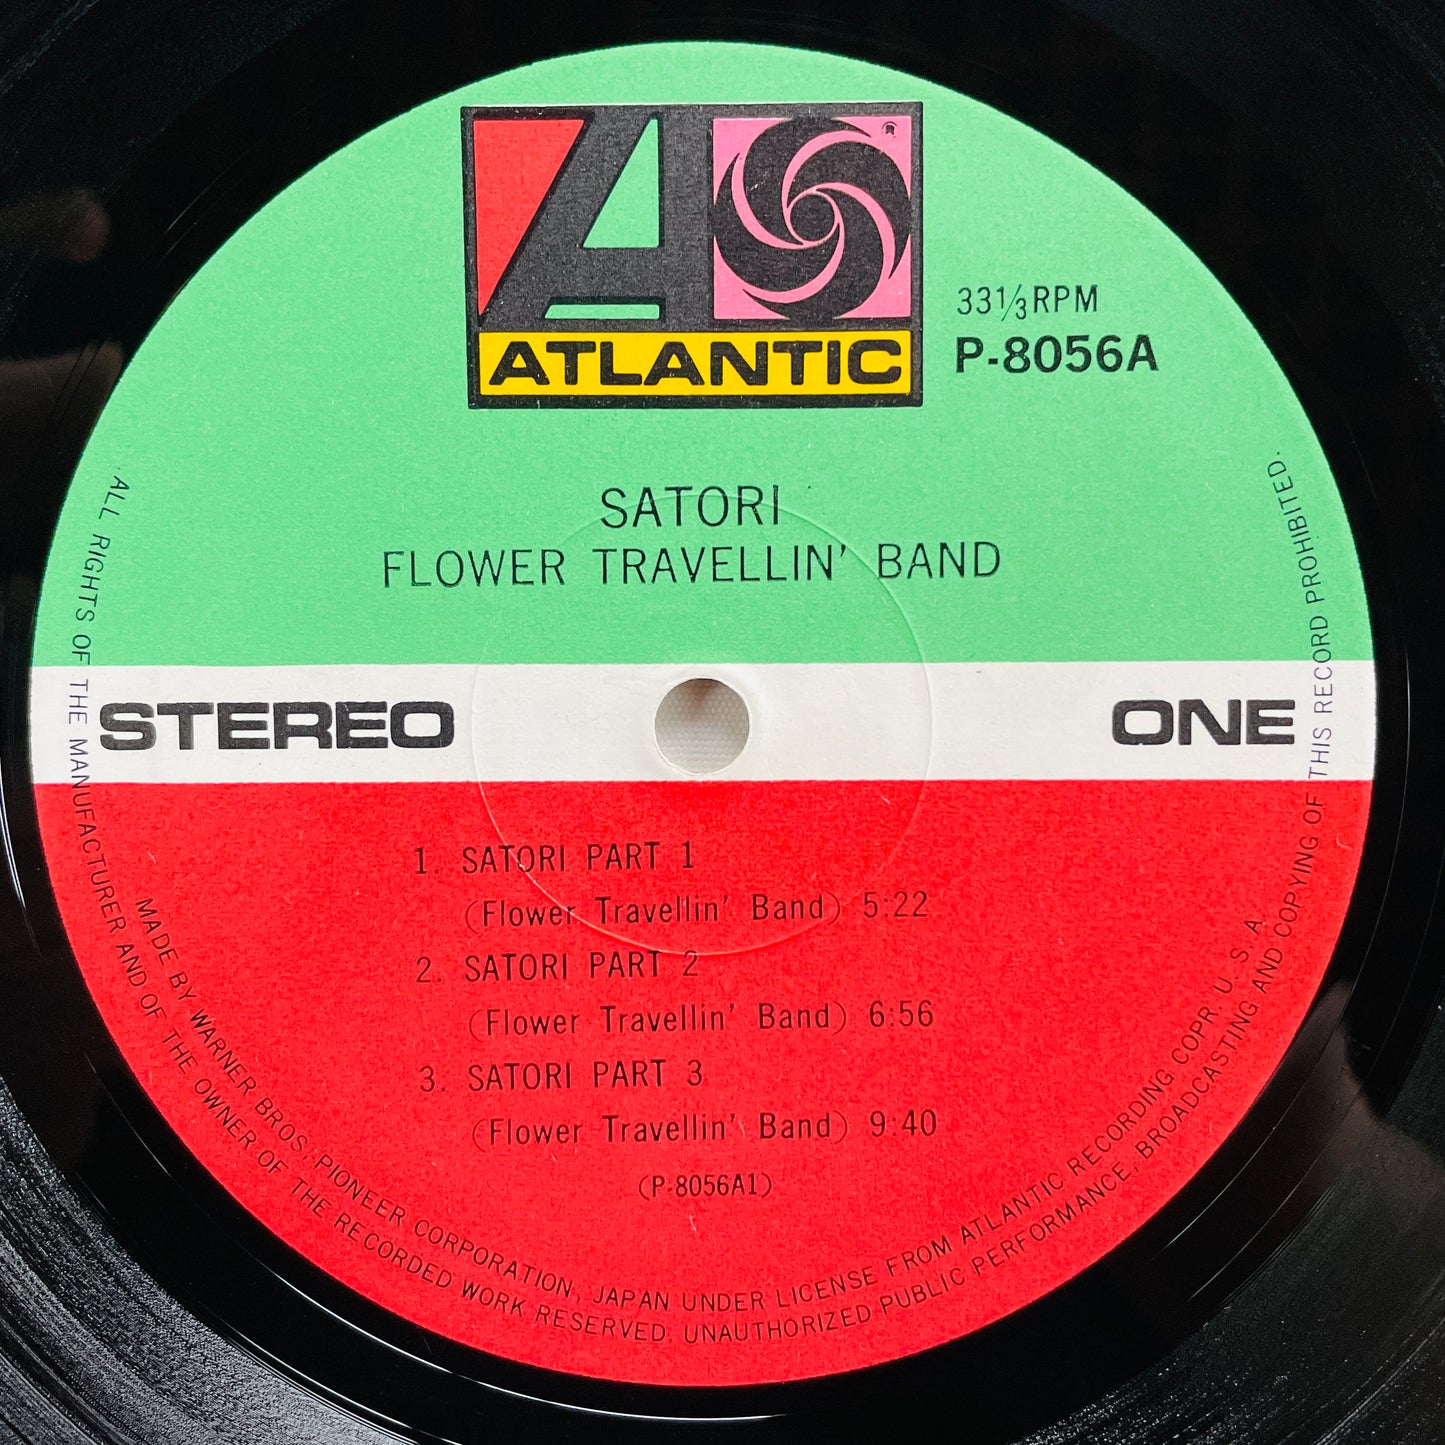 ATLANTIC
33⅓RPM
P-8056A
SATORI
FLOWER TRAVELLIN' BAND
STEREO
ONE
1. SATORI PART 1
(Flower Travellin' Band) 5:22
2. SATORI PART 2
(Flower Travellin' Band) 6:56
3. SATORI PART 3
(Flower Travellin' Band) 9:40
(P-8056A1)
MADE BY WARNER BROS. PIONEER CORPORATION, JAPAN UNDER LICENSE FROM ATLANTIC RECORDING COPR. U. S. A.
. ALL RIGHTS OF THE MANUFACTURER AND OF THE OWNER OF THE RECORDED WORK RESERVED. UNAUTHORIZED PUBLIC PERFORMANCE, BROADCASTING AND COPYING OF THIS RECORD PROHIBITED.